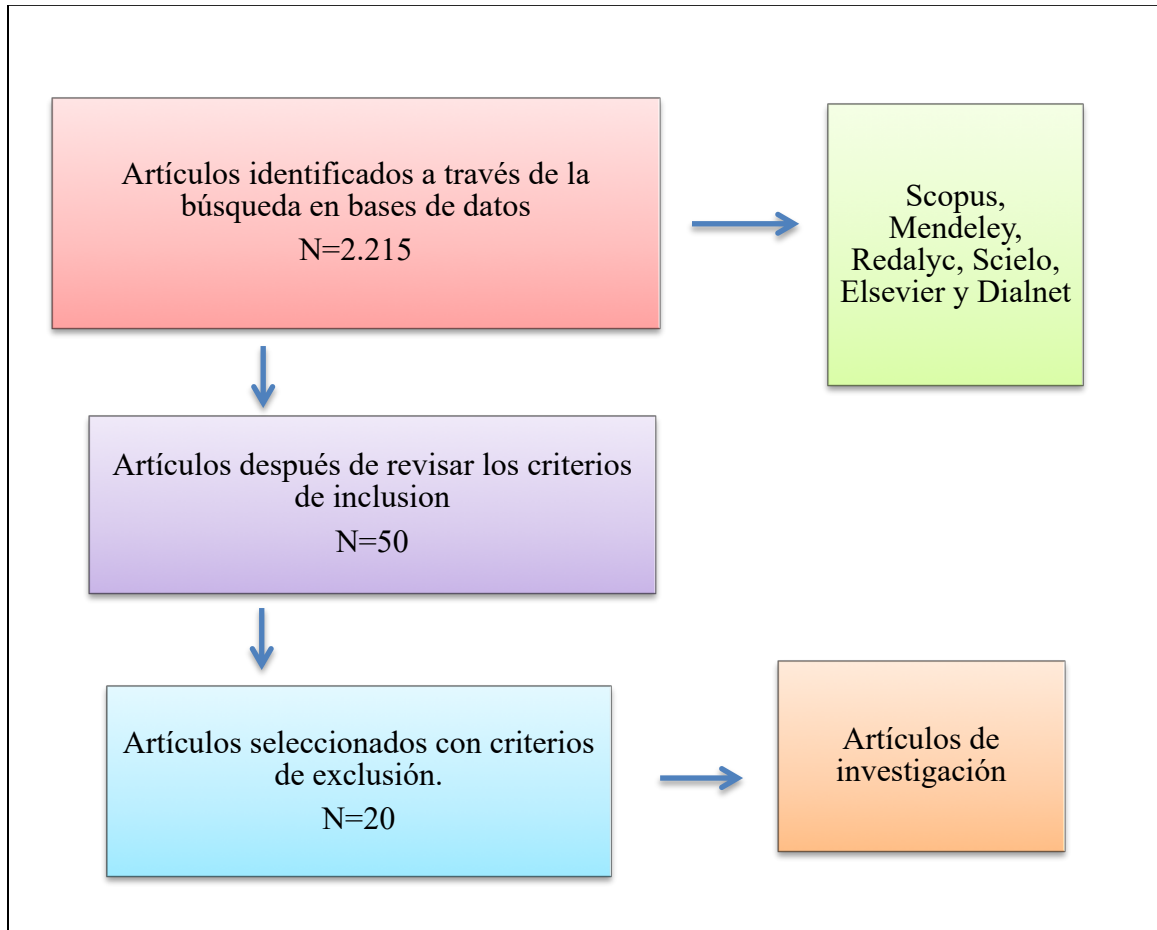 Artículos identificados a través de la
búsqueda en bases de datos
N=2.215
Scopus,
Mendeley,
Redalyc, Scielo,
Elsevier y Dialnet
Artículos después de revisar los criterios
de inclusion
N=50
Artículos seleccionados con criterios
de exclusión.
N=20
Artículos de
investigación